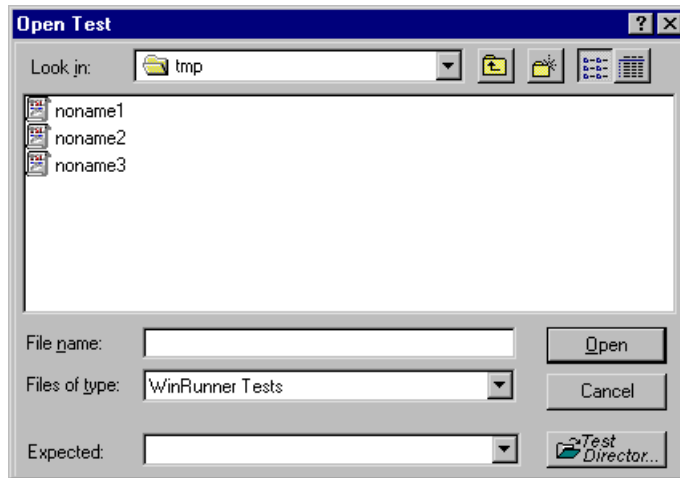 Open Test
Look in: tmp
noname1
noname2
noname3
File name: Open
Files of type: WinRunner Tests Cancel
Expected: Test
Director...